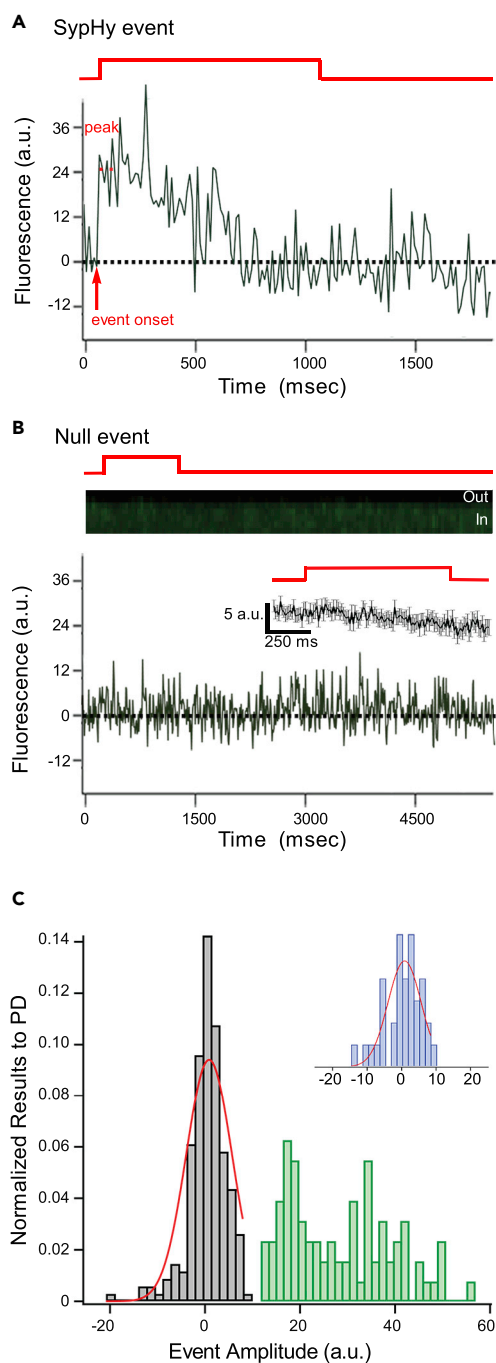 A
SypHy event
peak
36
24
12
0
-12
Fluorescence (a.u.)
event onset
0 500 1000 1500
Time (msec)
B
Null event
Out
In
36
24
12
0
-12
Fluorescence (a.u.)
5 a.u.
250 ms
0 1500 3000 4500
Time (msec)
C
0.14
0.12
0.10
0.08
0.06
0.04
0.02
0
Normalized Results to PD
-20 -10 0 10 20
-20 0 20 40 60
Event Amplitude (a.u.)